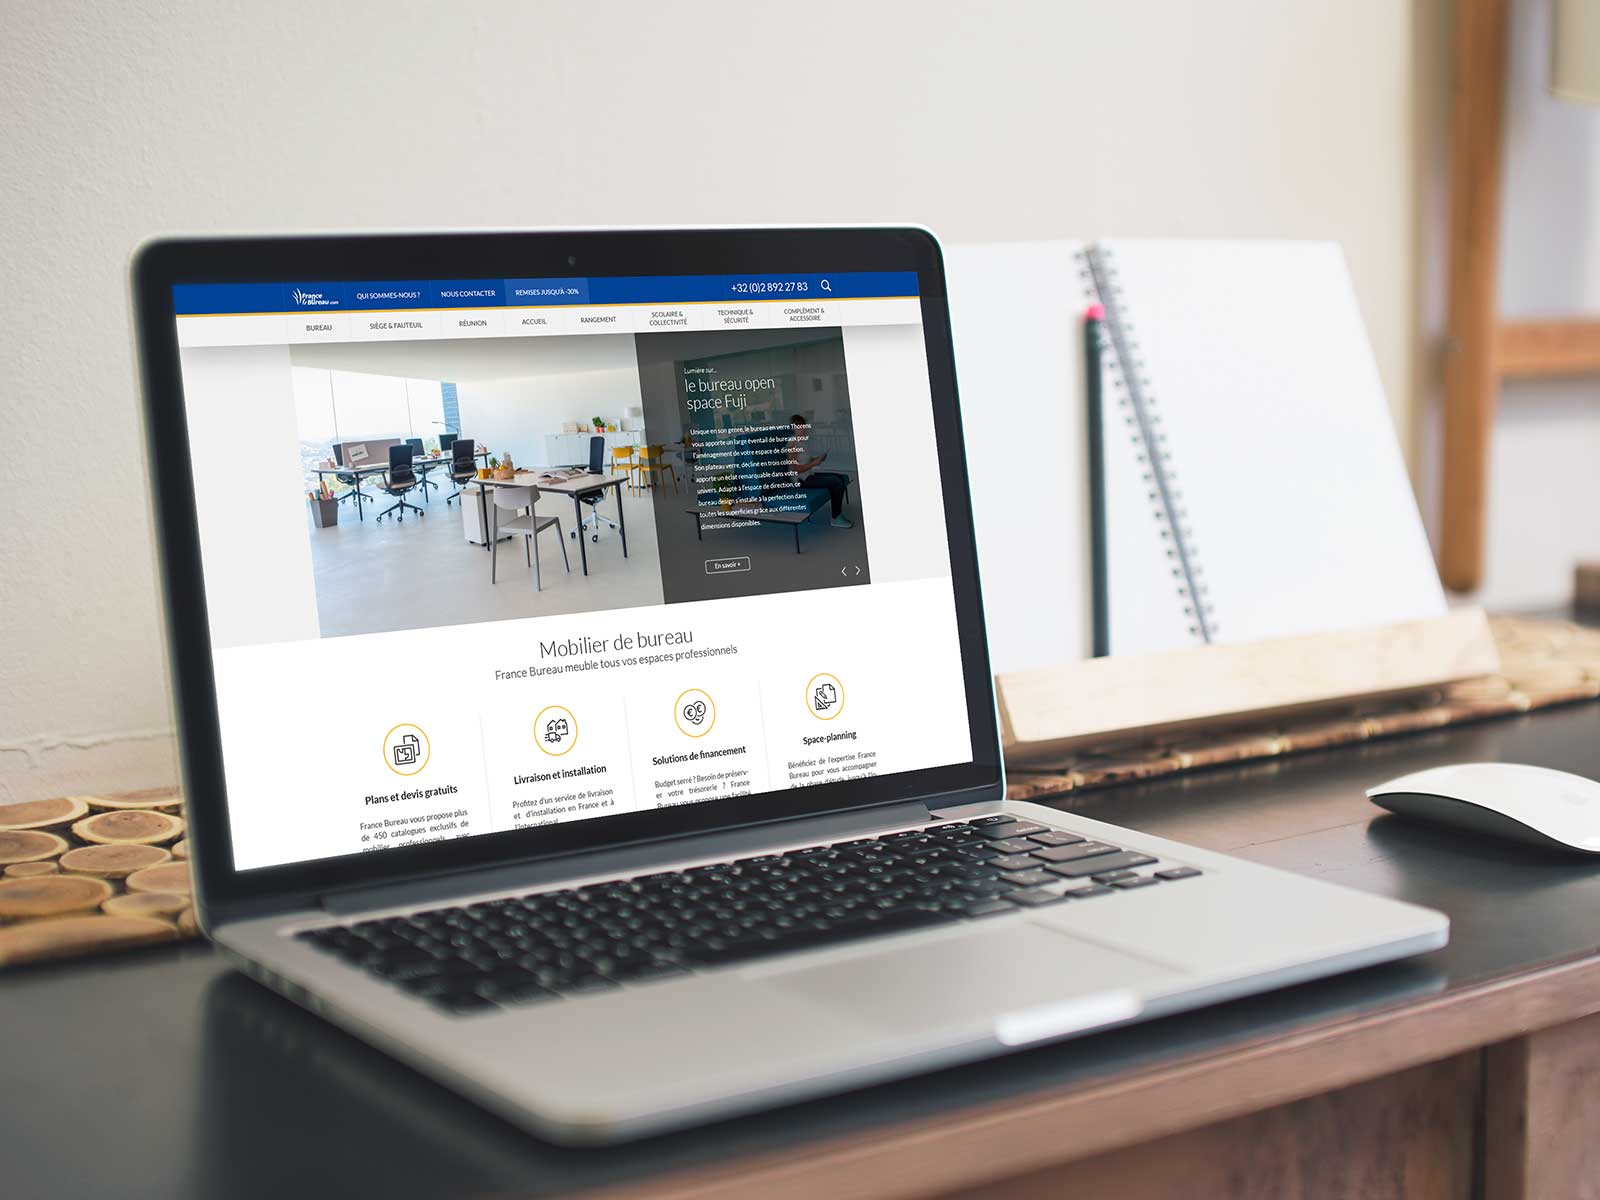 France
Bureau.com
QUI SOMMES-NOUS ?
NOUS CONTACTER
REMISES JUSQU'À -30%
+32 (0)2 892 27 83
BUREAU
SIÈGE & FAUTEUIL
RÉUNION
ACCUEIL
RANGEMENT
SCOLAIRE &
COLLECTIVITÉ
TECHNIQUE &
SÉCURITÉ
COMPLÉMENT &
ACCESSOIRE
Lumière sur...
le bureau open
space Fuji
Unique en son genre, le bureau en verre Thorens
vous apporte un large éventail de bureaux pour
l'aménagement de votre espace de direction.
Son plateau verre, décliné en trois coloris,
apporte un éclat remarquable dans votre
univers. Adapté à l'espace de direction, ce
bureau design s'installe à la perfection dans
toutes les superficies grâce aux différentes
dimensions disponibles.
En savoir +
Mobilier de bureau
France Bureau meuble tous vos espaces professionnels
Plans et devis gratuits
France Bureau vous propose plus
de 450 catalogues exclusifs de
mobilier professionnels avec
Livraison et installation
Profitez d'un service de livraison
et d'installation en France et à
l'international
Solutions de financement
Budget serré ? Besoin de préserv-
er votre trésorerie ? France
Bureau vous propose une facilité
Space-planning
Bénéficiez de l'expertise France
Bureau pour vous accompagner
de la phase d'étude jusqu'à l'in-